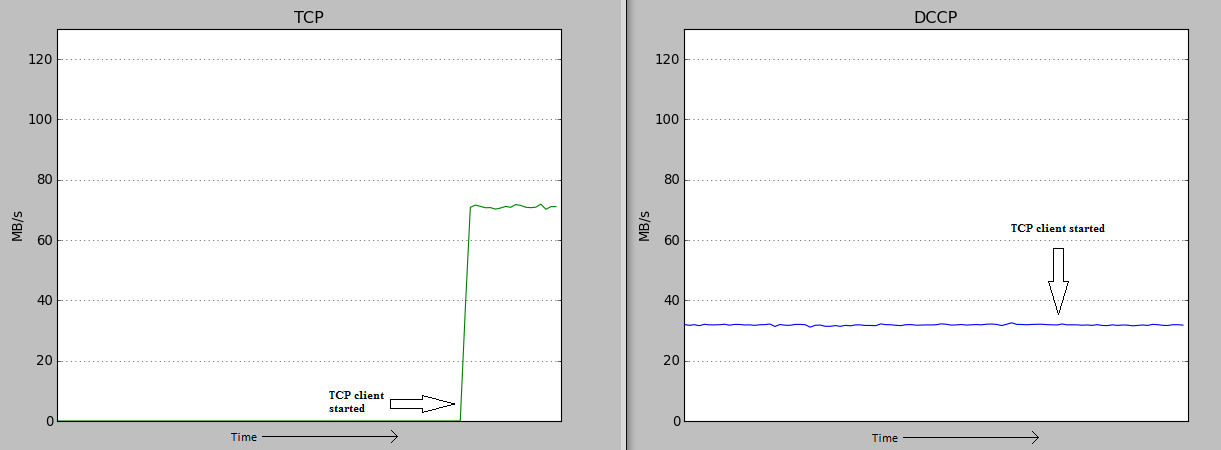 TCP
120
100
80
60
40
20
0
MB/s
TCP client
started
Time
DCCP
120
100
80
60
40
20
0
MB/s
TCP client started
Time